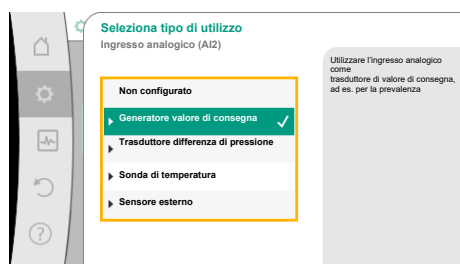 Seleziona tipo di utilizzo
Ingresso analogico (AI2)
Non configurato
Generatore valore di consegna
Trasduttore differenza di pressione
Sonda di temperatura
Sensore esterno
Utilizzare l'ingresso analogico
come
trasduttore di valore di consegna,
ad es. per la prevalenza
?